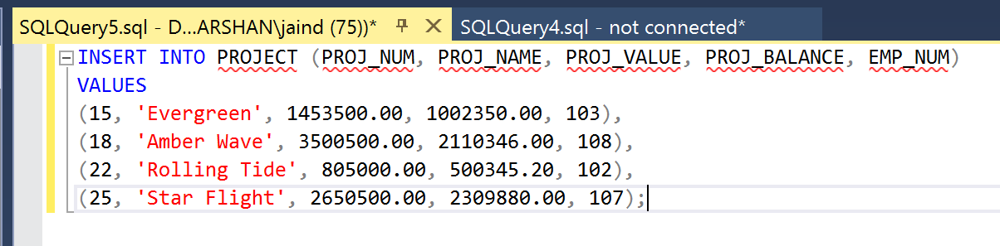 SQLQuery5.sql - D...ARSHAN\jaind (75))* SQLQuery4.sql - not connected*
INSERT INTO PROJECT (PROJ_NUM, PROJ_NAME, PROJ_VALUE, PROJ_BALANCE, EMP_NUM)
VALUES
(15, 'Evergreen', 1453500.00, 1002350.00, 103),
(18, 'Amber Wave', 3500500.00, 2110346.00, 108),
(22, 'Rolling Tide', 805000.00, 500345.20, 102),
(25, 'Star Flight', 2650500.00, 2309880.00, 107);